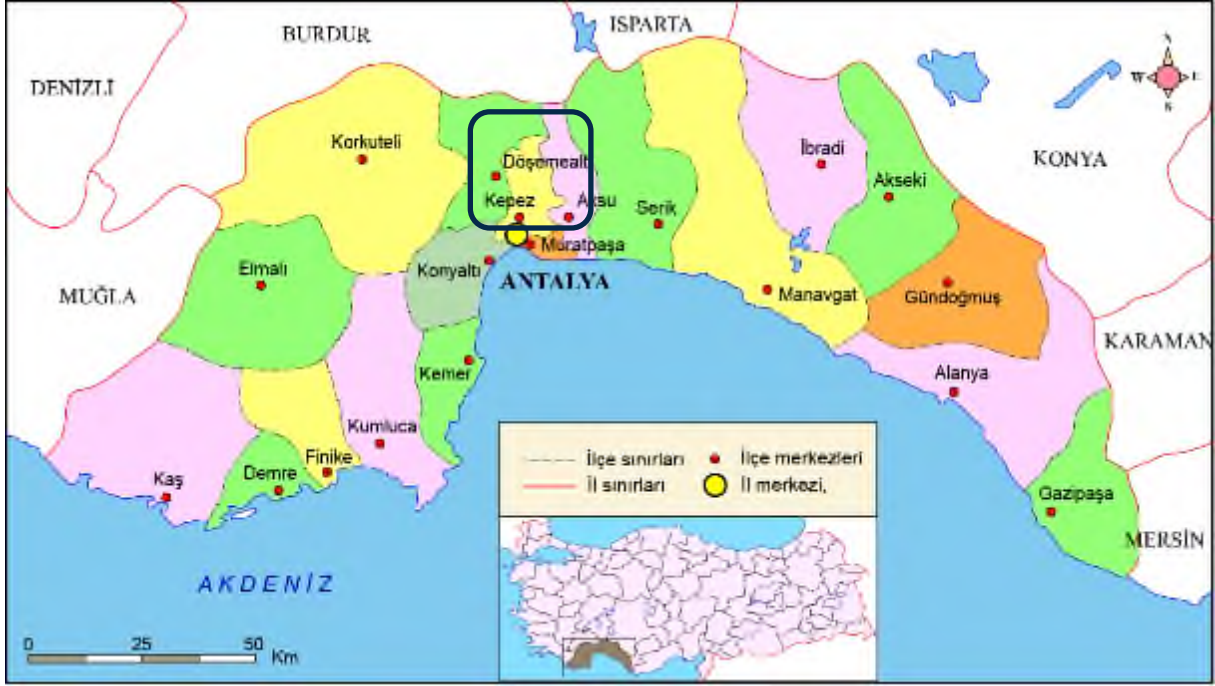 ISPARTA
BURDUR
DENİZLİ
N
W E
S
Korkuteli
Döşemealtı
İbradi
KONYA
Akseki
Kepez
Aksu
Serik
Muratpaşa
Elmalı
Konyaltı
ANTALYA
MUĞLA
Manavgat
Gündoğmuş
KARAMAN
Kemer
Alanya
Kumluca
Finike
Demre
Kaş
İlçe sınırları
İlçe merkezleri
İl sınırları
İl merkezi,
Gazipaşa
MERSİN
AKDENİZ
0 25 50
Km